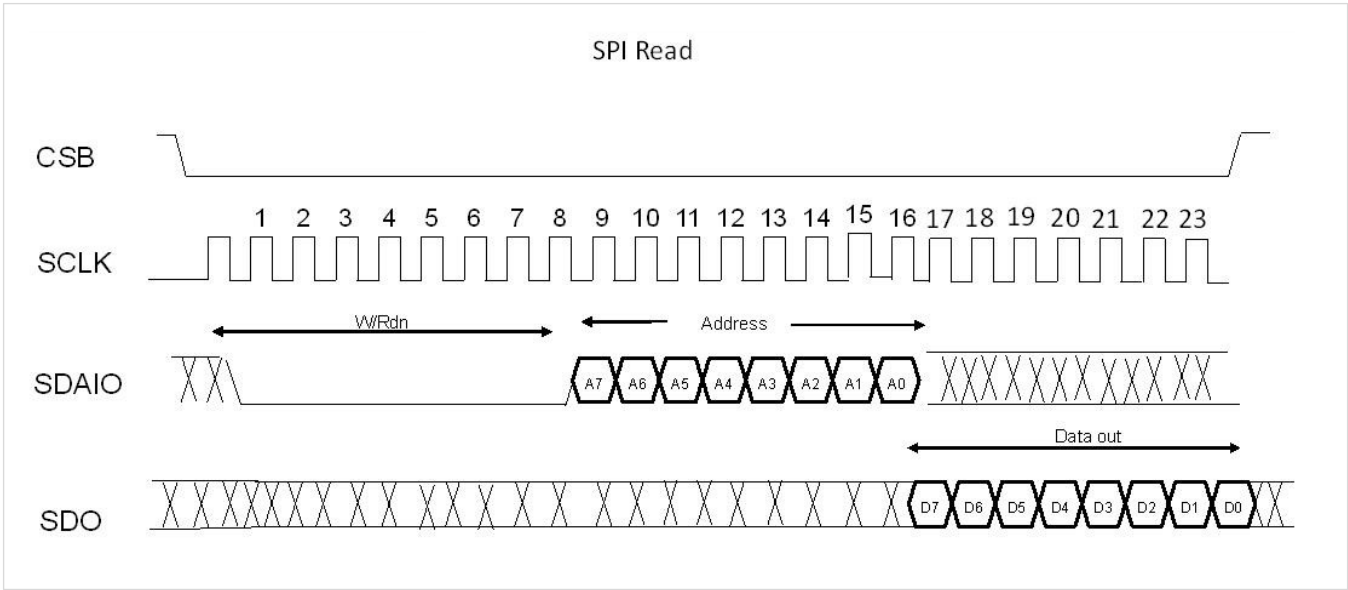 SPI Read
CSB
1 2 3 4 5 6 7 8 9 10 11 12 13 14 15 16 17 18 19 20 21 22 23
SCLK
W/Rdn Address
SDAIO A7 A6 A5 A4 A3 A2 A1 A0
Data out
SDO D7 D6 D5 D4 D3 D2 D1 D0